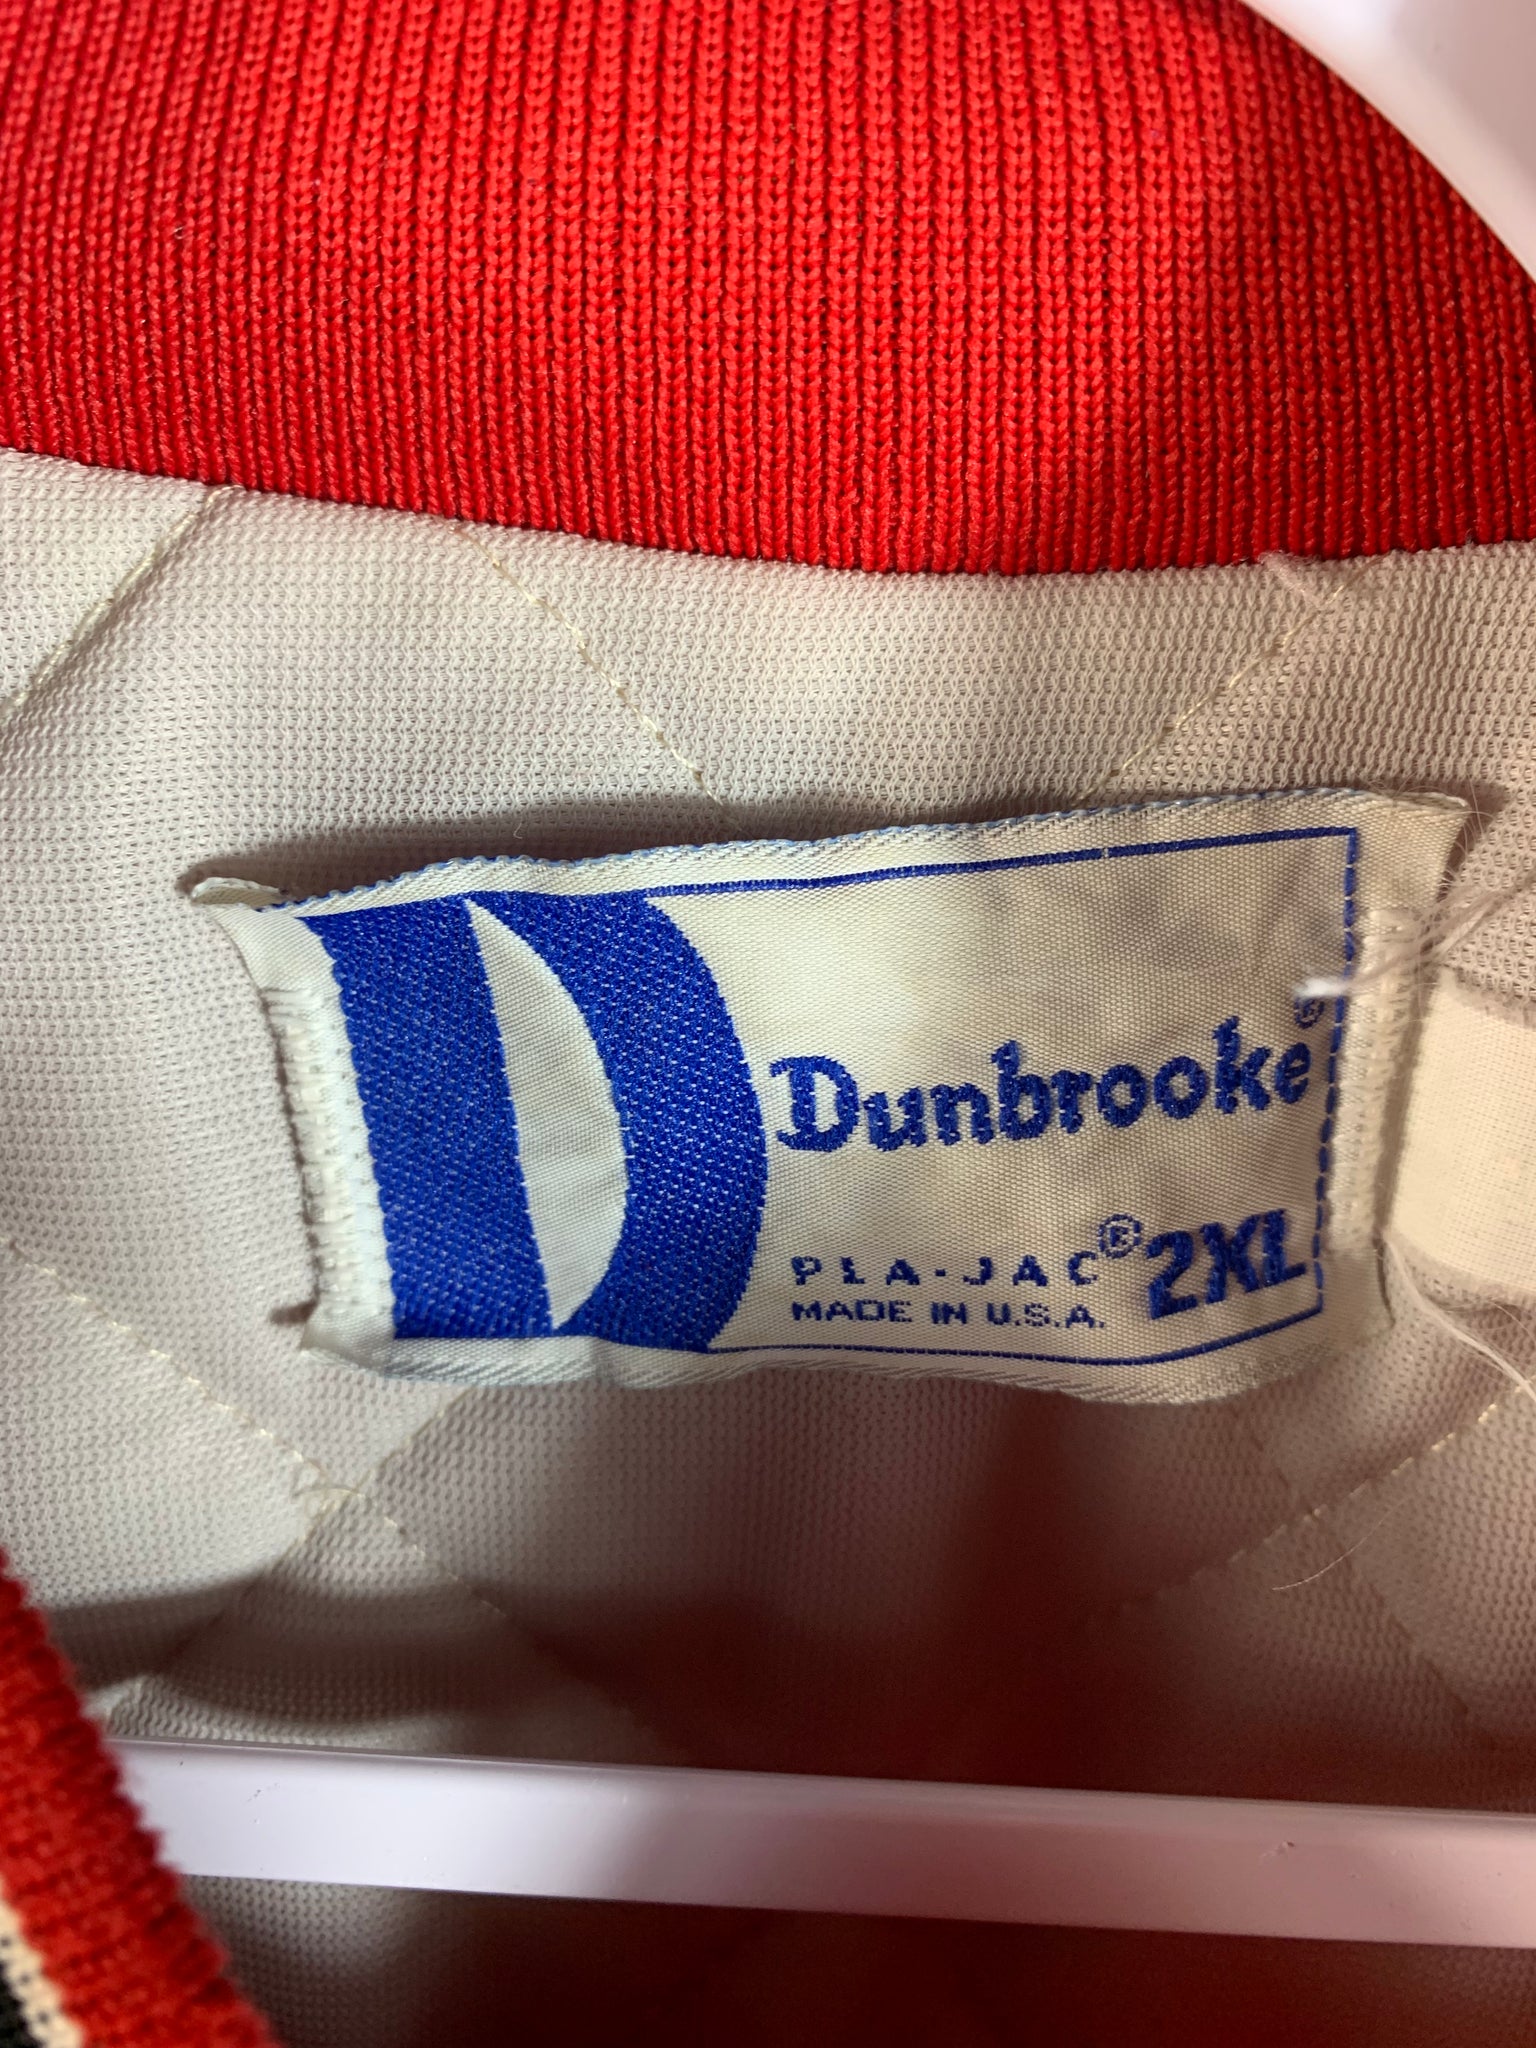 Dunbrooke®
PLA-JAC® 2XL
MADE IN U.S.A.